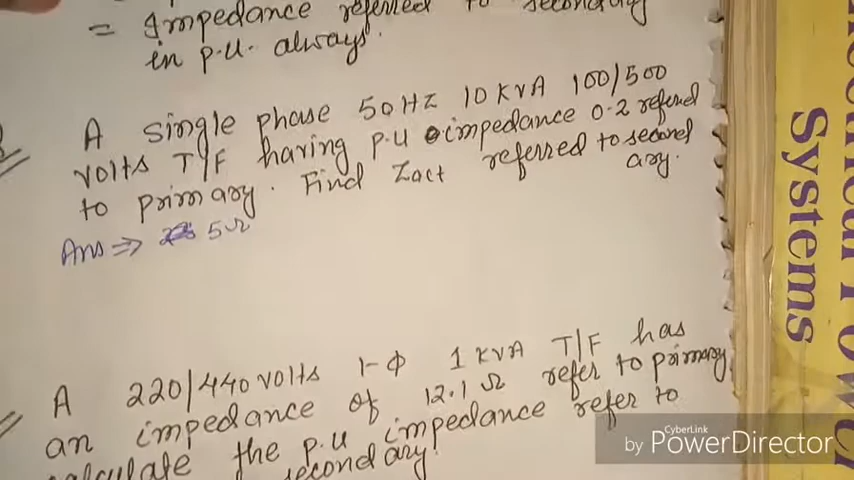 = Impedance referred to secondary
in p.u. always.
A single phase 50HZ 10 KVA 100/500
volts T/F having p.u impedance 0.2 referred
to primary. Find Zact referred to second
ary.
Ans ⇒ 5Ω
A 220/440 volts 1-Φ 1 KVA T/F has
an impedance of 12.1 Ω refer to primary
calculate the p.u impedance refer to
secondary.
Systems
by CyberLink
PowerDirector